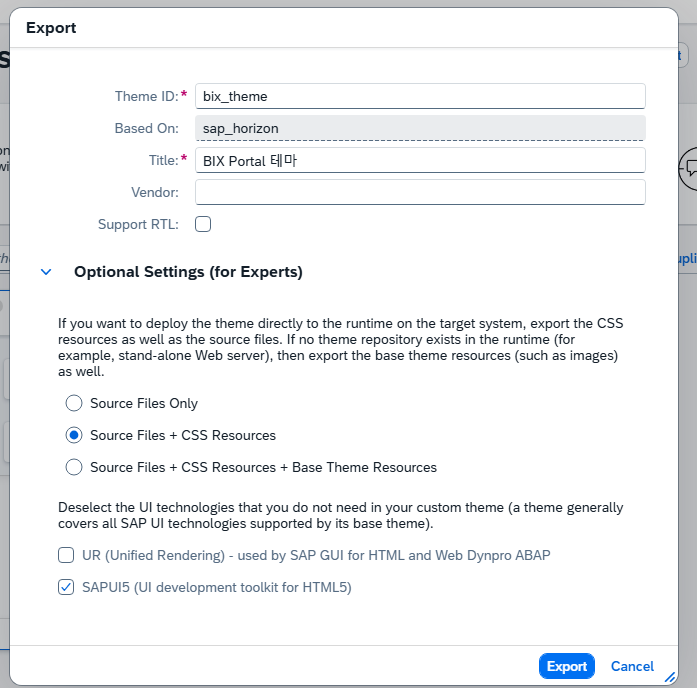 Export
Theme ID:*
bix_theme
Based On:
sap_horizon
Title:*
BIX Portal 테마
Vendor:
Support RTL:
Optional Settings (for Experts)
If you want to deploy the theme directly to the runtime on the target system, export the CSS
resources as well as the source files. If no theme repository exists in the runtime (for
example, stand-alone Web server), then export the base theme resources (such as images)
as well.
Source Files Only
Source Files + CSS Resources
Source Files + CSS Resources + Base Theme Resources
Deselect the UI technologies that you do not need in your custom theme (a theme generally
covers all SAP UI technologies supported by its base theme).
UR (Unified Rendering) - used by SAP GUI for HTML and Web Dynpro ABAP
SAPUI5 (UI development toolkit for HTML5)
Export
Cancel